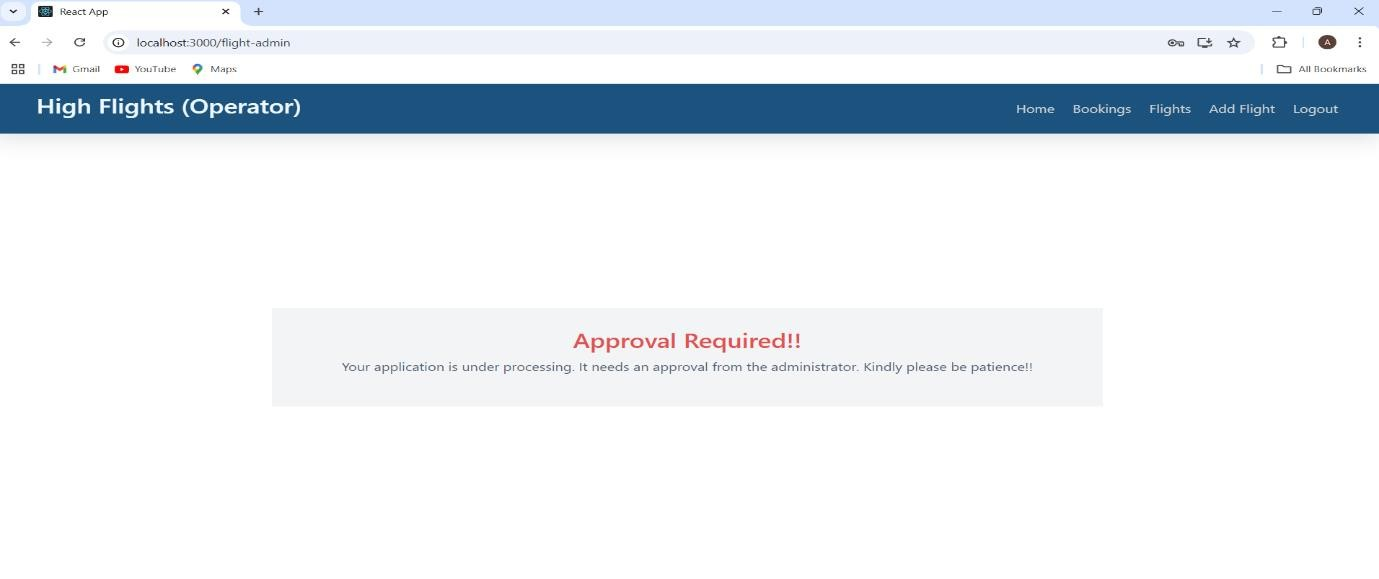 React App
localhost:3000/flight-admin
Gmail YouTube Maps All Bookmarks
High Flights (Operator) Home Bookings Flights Add Flight Logout
Approval Required!!
Your application is under processing. It needs an approval from the administrator. Kindly please be patience!!
A